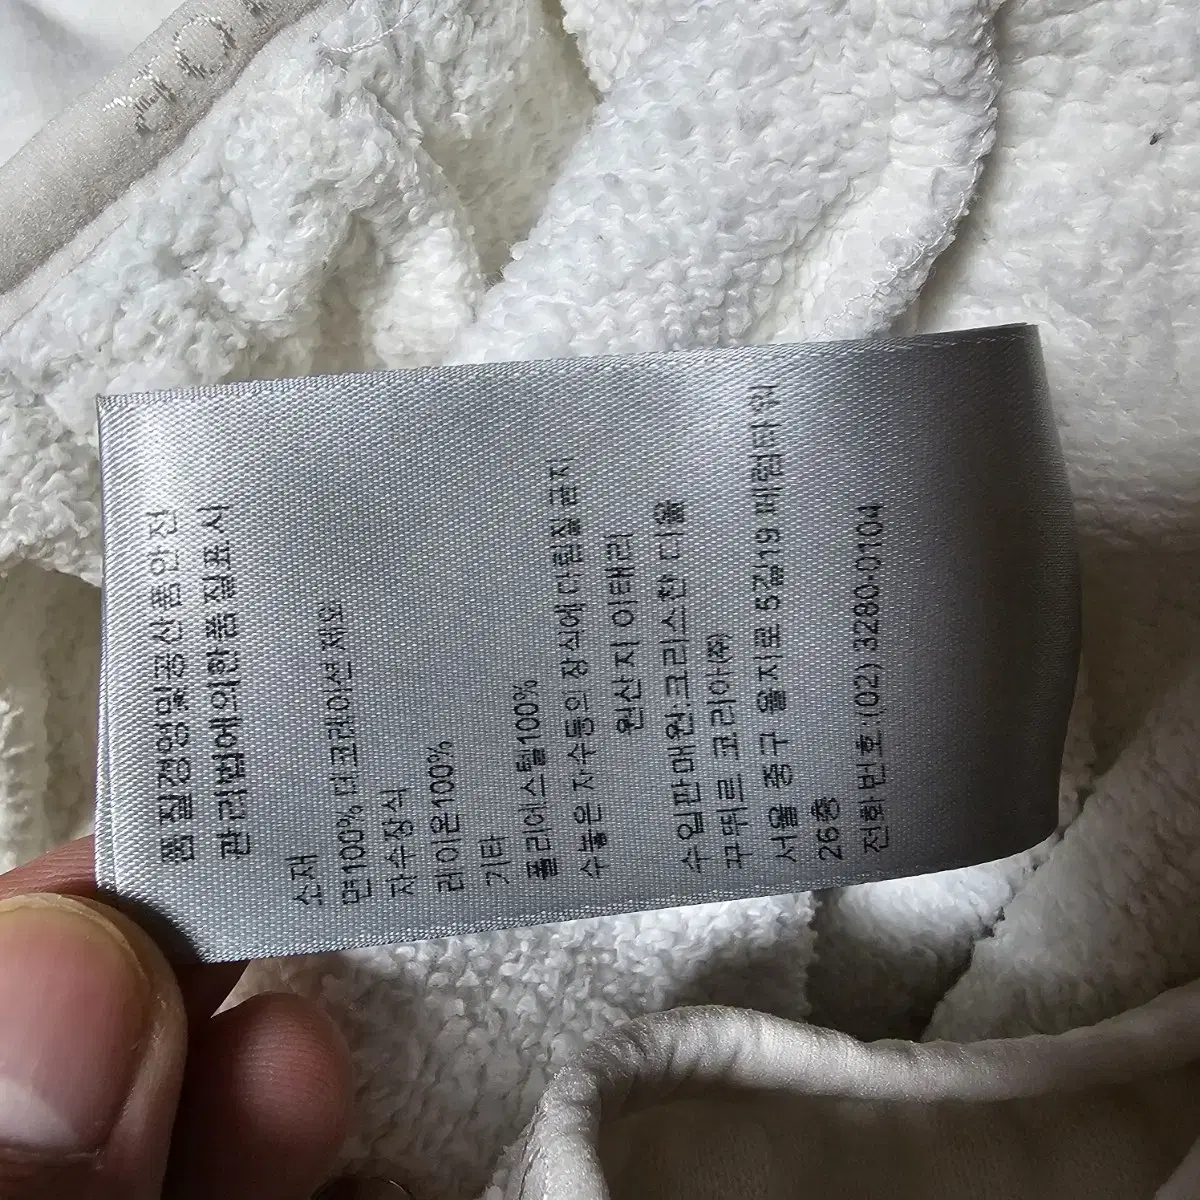 품질경영및공산품안전
관리법에의한품질표시
소재
면100% 데코레이션 제외
자수장식
레이온100%
기타
폴리에스텔100%
수놓은 자수등의 장식에 다림질 금지
원산지 이태리
수입판매원:크리스챤 디올
꾸뛰르 코리아(주)
서울 중구 을지로 5길19 페럼타워
26층
전화번호:(02) 3280-0104